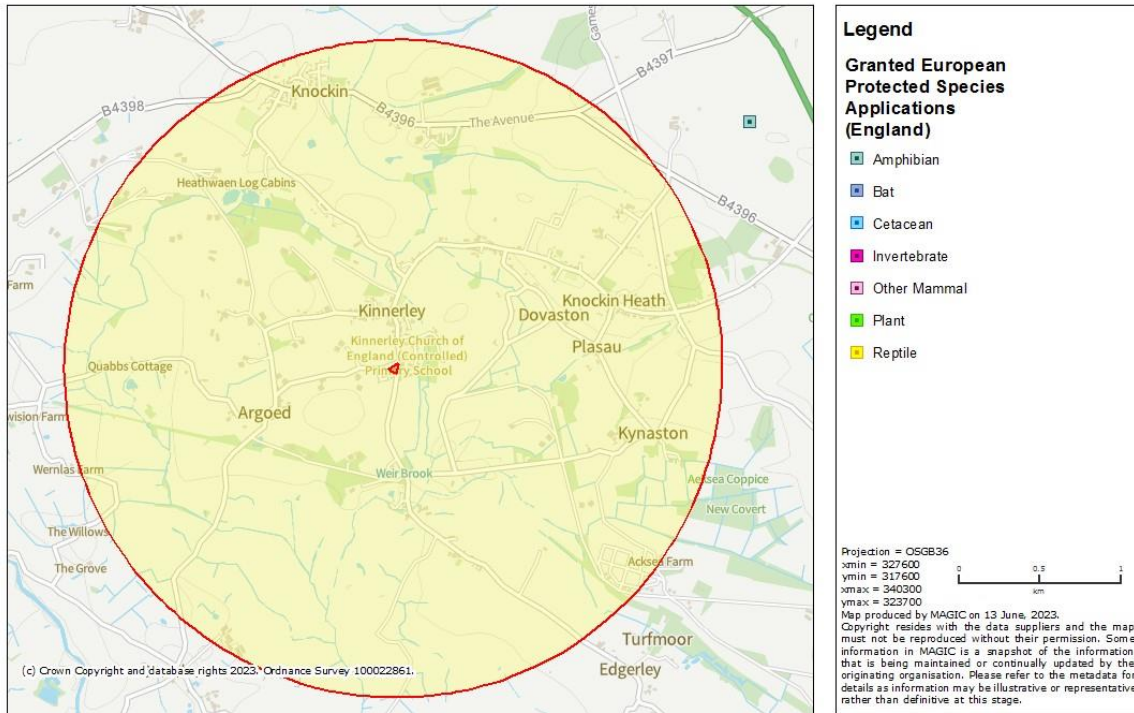 Games
B4397
B4398
Knockin
B4396
The Avenue
Heathwaen Log Cabins
B4396
Farm
Kinnerley
Knockin Heath
Dovaston
Kinnerley Church of
England (Controlled)
Primary School
Plasau
Quabbs Cottage
Argoed
wision Farm
Kynaston
Wernlas Farm
Weir Brook
Acksea Coppice
New Covert
The Willows
Acksea Farm
The Grove
Turfmoor
Edgerley
(c) Crown Copyright and database rights 2023. Ordnance Survey 100022861.
Legend
Granted European
Protected Species
Applications
(England)
Amphibian
Bat
Cetacean
Invertebrate
Other Mammal
Plant
Reptile
Projection = OSGB36
xmin = 327600
ymin = 317600
xmax = 340300
ymax = 323700
0 0.5 1
km
Map produced by MAGIC on 13 June, 2023.
Copyright resides with the data suppliers and the map
must not be reproduced without their permission. Some
information in MAGIC is a snapshot of the information
that is being maintained or continually updated by the
originating organisation. Please refer to the metadata for
details as information may be illustrative or representative
rather than definitive at this stage.